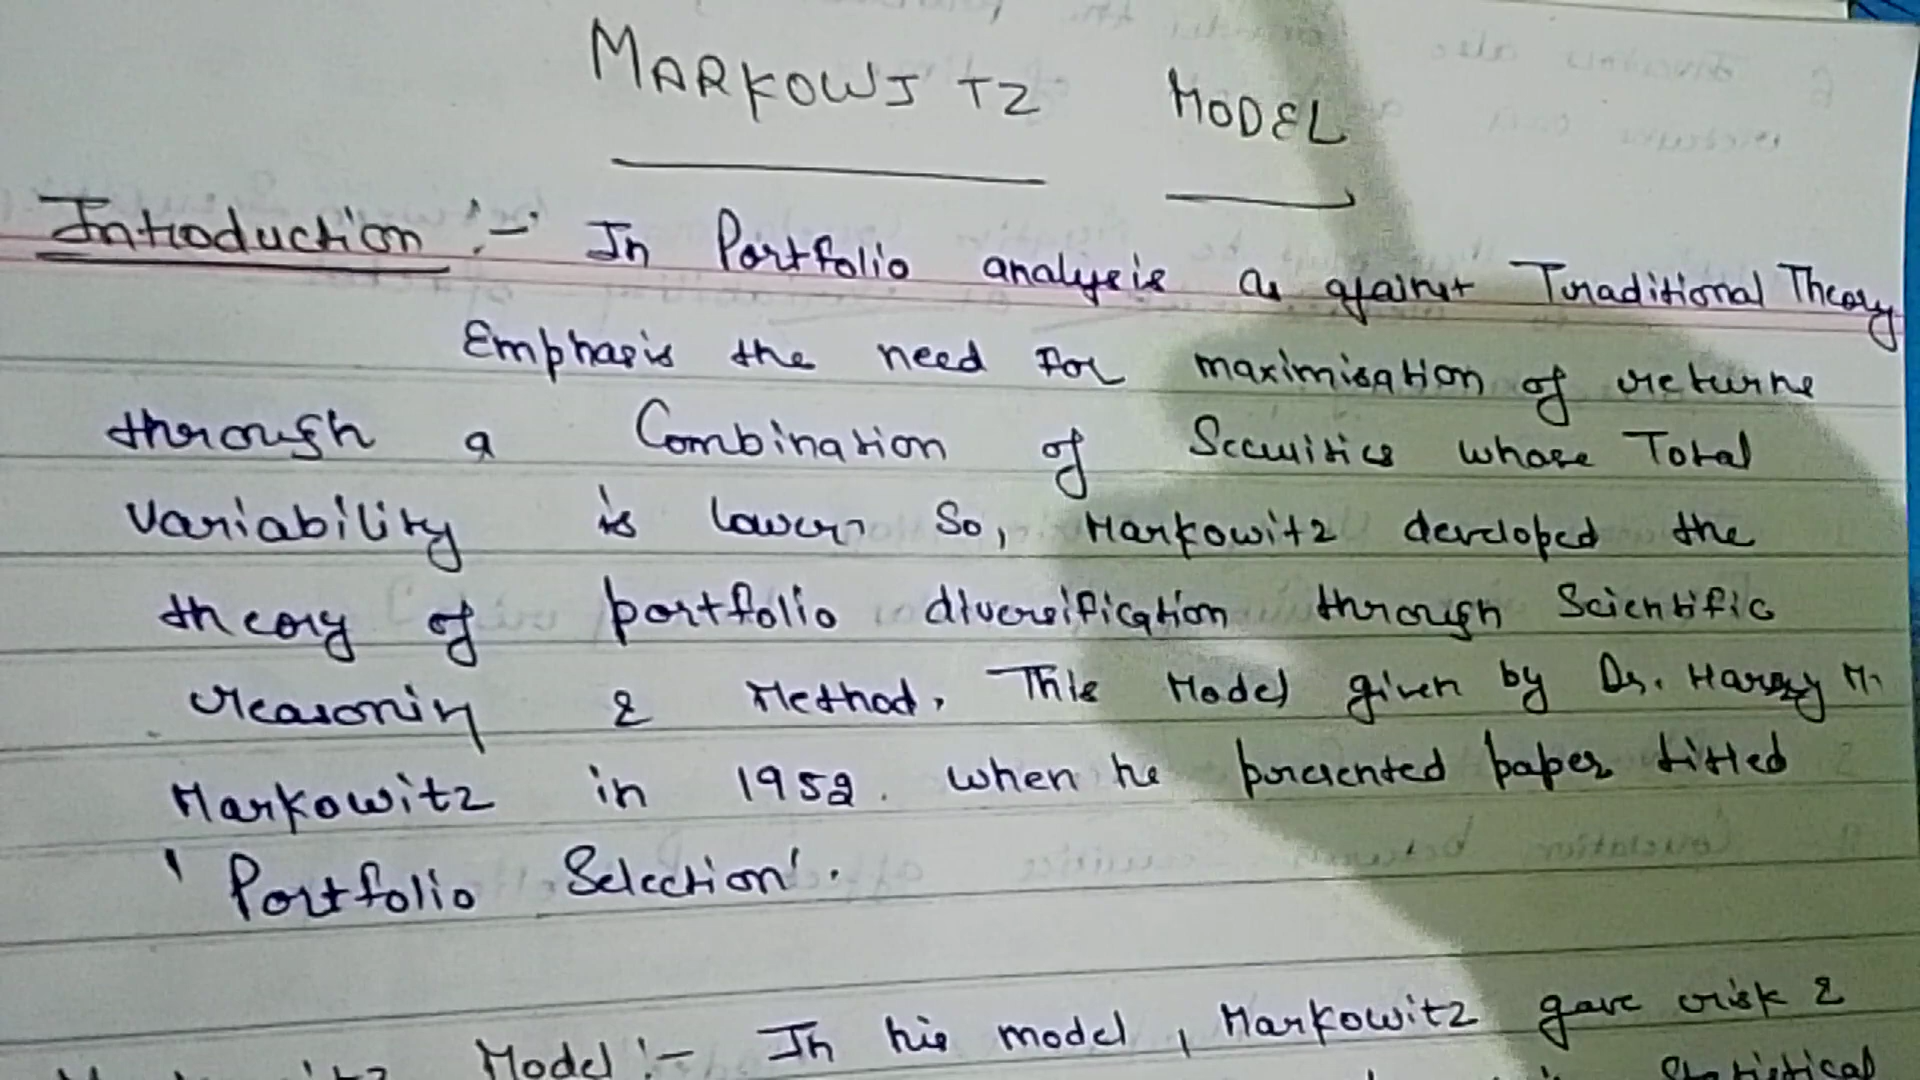 MARKOWITZ MODEL
Introduction :- In Portfolio analysis as against Traditional Theory
Emphasis the need for maximisation of returns
through a Combination of Securities whose Total
variability is lower. So, Markowitz developed the
theory of portfolio diversification through Scientific
reasoning & Method. This Model given by Dr. Harry M.
Markowitz in 1952. when he presented paper titled
'Portfolio Selection'.
Model :- In his model, Markowitz gave risk &
Statistical